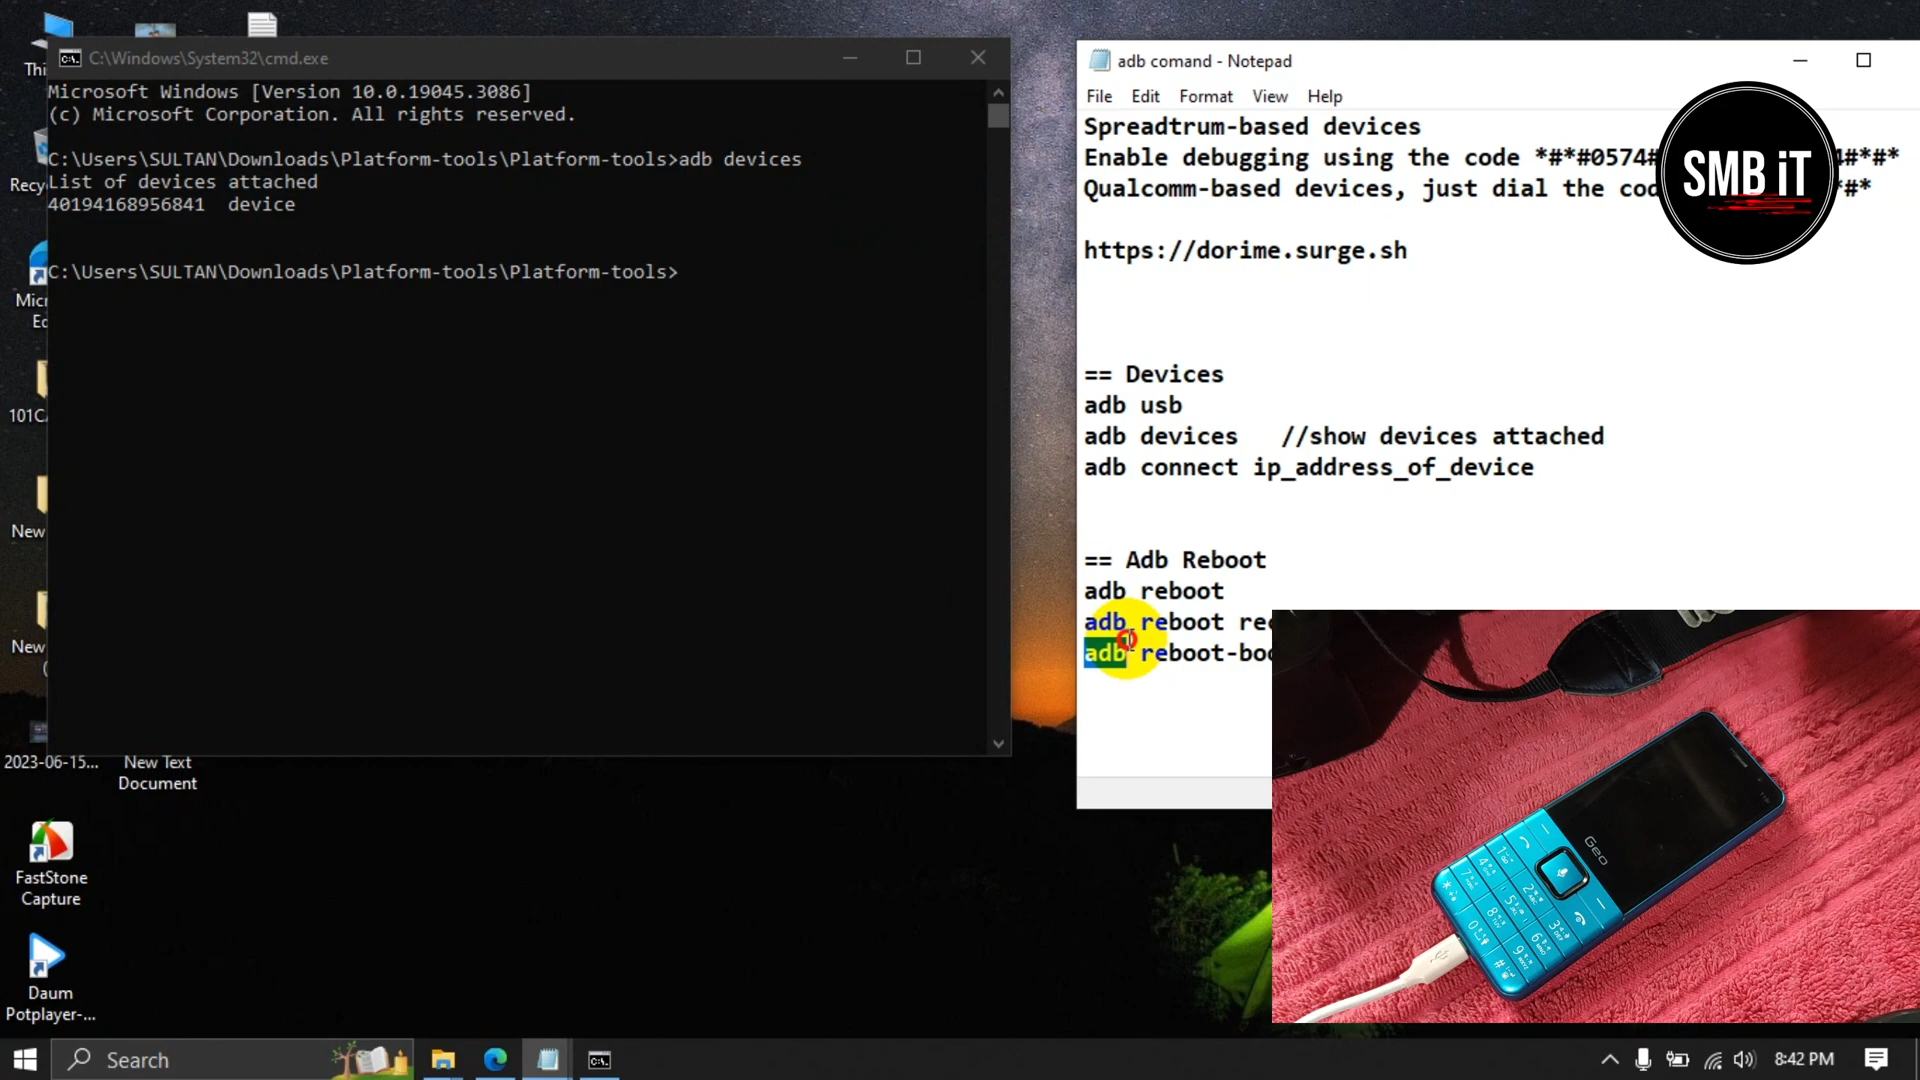 C:\Windows\System32\cmd.exe
Microsoft Windows [Version 10.0.19045.3086]
(c) Microsoft Corporation. All rights reserved.
C:\Users\SULTAN\Downloads\Platform-tools\Platform-tools>adb devices
List of devices attached
40194168956841 device
C:\Users\SULTAN\Downloads\Platform-tools\Platform-tools>
adb comand - Notepad
File Edit Format View Help
Spreadtrum-based devices
Enable debugging using the code *#*#0574# #*#*
Qualcomm-based devices, just dial the #*
https://dorime.surge.sh
== Devices
adb usb
adb devices //show devices attached
adb connect ip_address_of_device
== Adb Reboot
adb reboot
adb reboot
adb
SMB iT
Geo
2023-06-15...
New Text
Document
FastStone
Capture
Daum
Potplayer-...
New
New
Search
8:42 PM